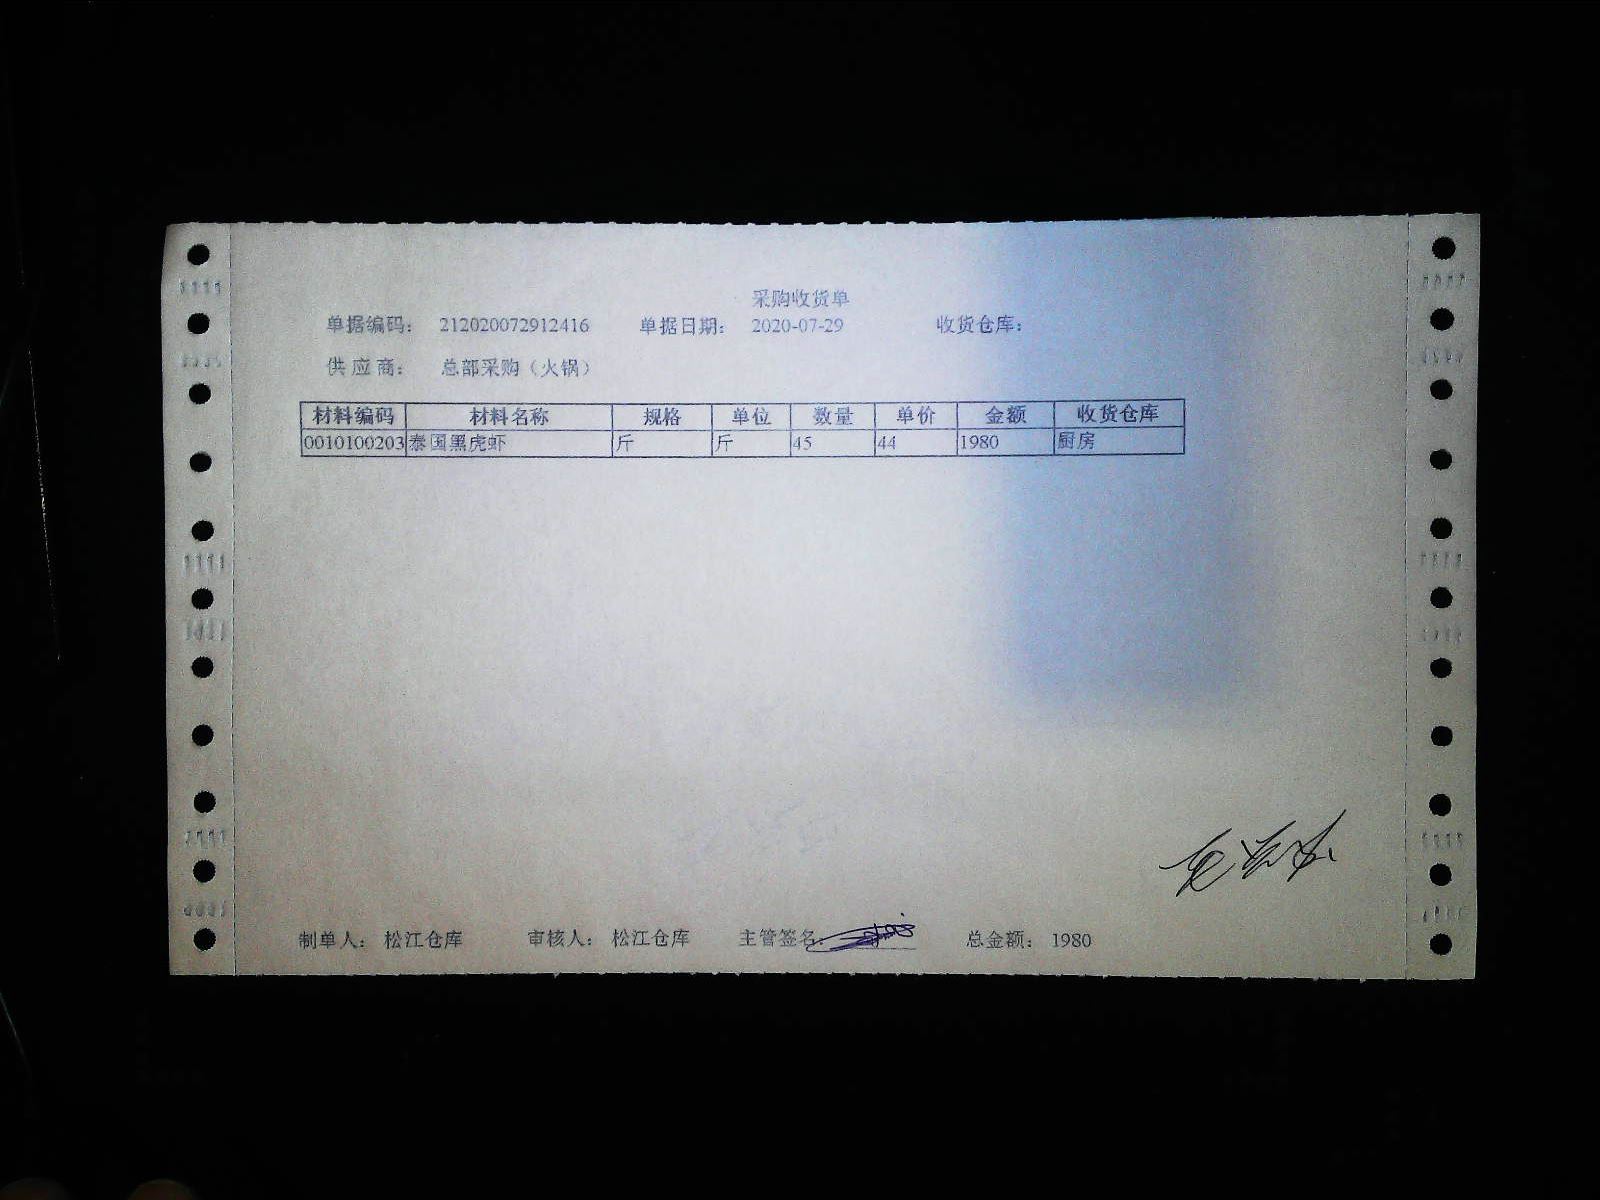 采购收货单
单据编码: 212020072912416 单据日期: 2020-07-29 收货仓库:
供应商: 总部采购（火锅）
材料编码 材料名称 规格 单位 数量 单价 金额 收货仓库
0010100203 泰国黑虎虾 斤 斤 45 44 1980 厨房
制单人: 松江仓库 审核人: 松江仓库 主管签名: 总金额: 1980